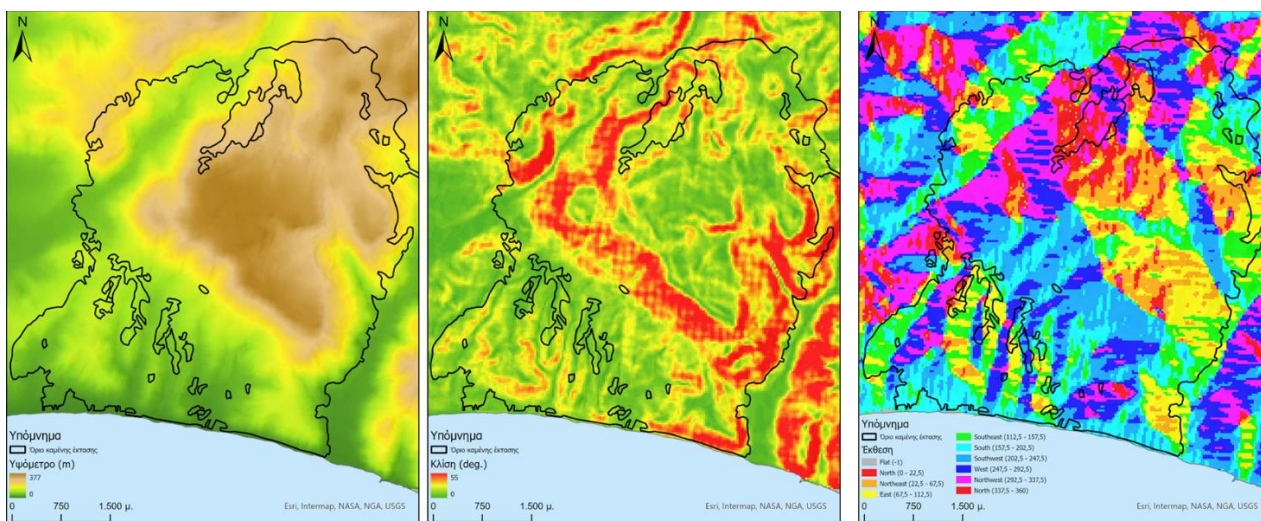 N
Υπόμνημα
Όριο καμένης έκτασης
Υψόμετρο (m)
377
0
Esri, Intermap, NASA, NGA, USGS
0 750 1.500 μ.
N
Υπόμνημα
Όριο καμένης έκτασης
Κλίση (deg.)
55
0
Esri, Intermap, NASA, NGA, USGS
0 750 1.500 μ.
N
Υπόμνημα
Όριο καμένης έκτασης
Έκθεση
Flat (-1)
North (0 - 22,5)
Northeast (22,5 - 67,5)
East (67,5 - 112,5)
Southeast (112,5 - 157,5)
South (157,5 - 202,5)
Southwest (202,5 - 247,5)
West (247,5 - 292,5)
Northwest (292,5 - 337,5)
North (337,5 - 360)
Esri, Intermap, NASA, NGA, USGS
0 750 1.500 μ.